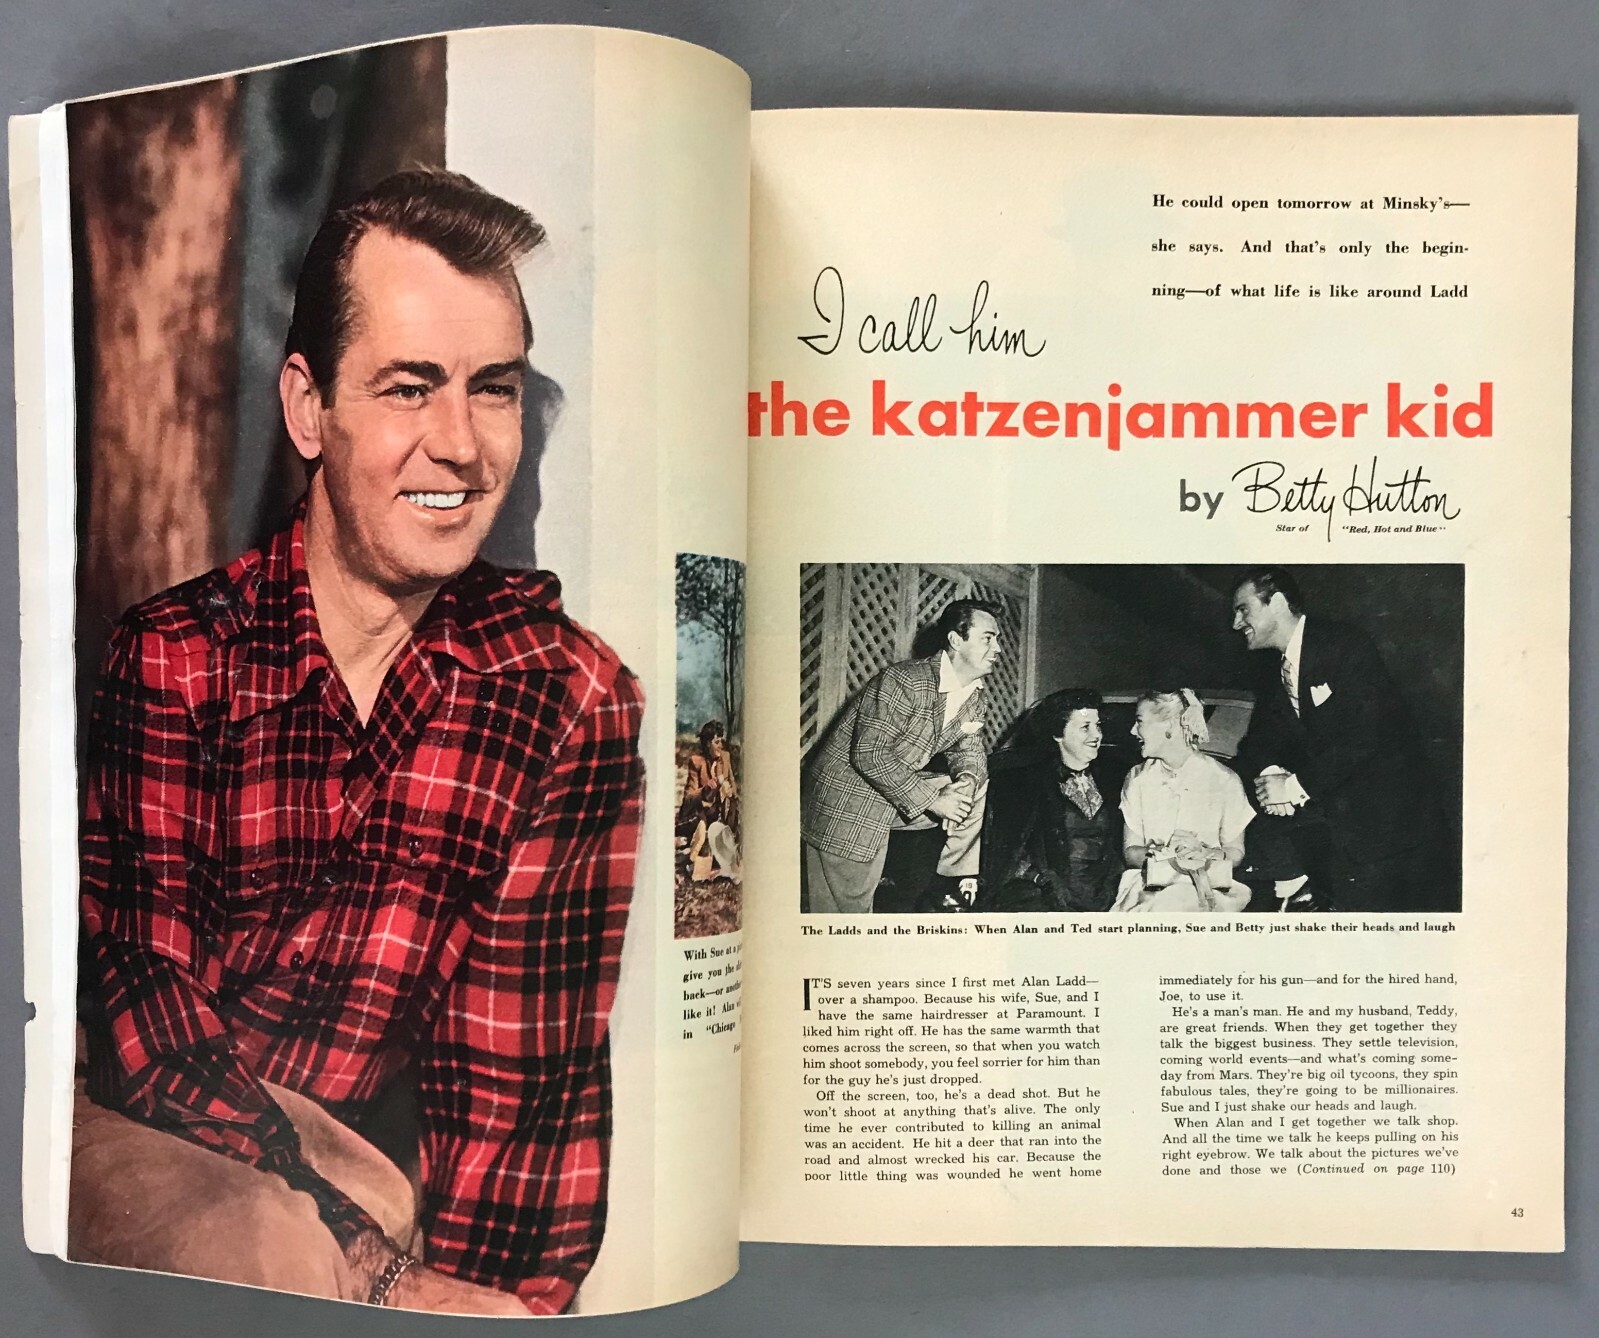 With Sue at a
give you the
back—or
like it! Alan
in "Chicago
He could open tomorrow at Minsky's—
she says. And that's only the begin-
ning—of what life is like around Ladd
I call him
the katzenjammer kid
by Betty Hutton
Star of "Red, Hot and Blue"
The Ladds and the Briskins: When Alan and Ted start planning, Sue and Betty just shake their heads and laugh
IT'S seven years since I first met Alan Ladd—
over a shampoo. Because his wife, Sue, and I
have the same hairdresser at Paramount. I
liked him right off. He has the same warmth that
comes across the screen, so that when you watch
him shoot somebody, you feel sorrier for him than
for the guy he's just dropped.
Off the screen, too, he's a dead shot. But he
won't shoot at anything that's alive. The only
time he ever contributed to killing an animal
was an accident. He hit a deer that ran into the
road and almost wrecked his car. Because the
poor little thing was wounded he went home
immediately for his gun—and for the hired hand,
Joe, to use it.
He's a man's man. He and my husband, Teddy,
are great friends. When they get together they
talk the biggest business. They settle television,
coming world events—and what's coming some-
day from Mars. They're big oil tycoons, they spin
fabulous tales, they're going to be millionaires.
Sue and I just shake our heads and laugh.
When Alan and I get together we talk shop.
And all the time we talk he keeps pulling on his
right eyebrow. We talk about the pictures we've
done and those we (Continued on page 110)
43